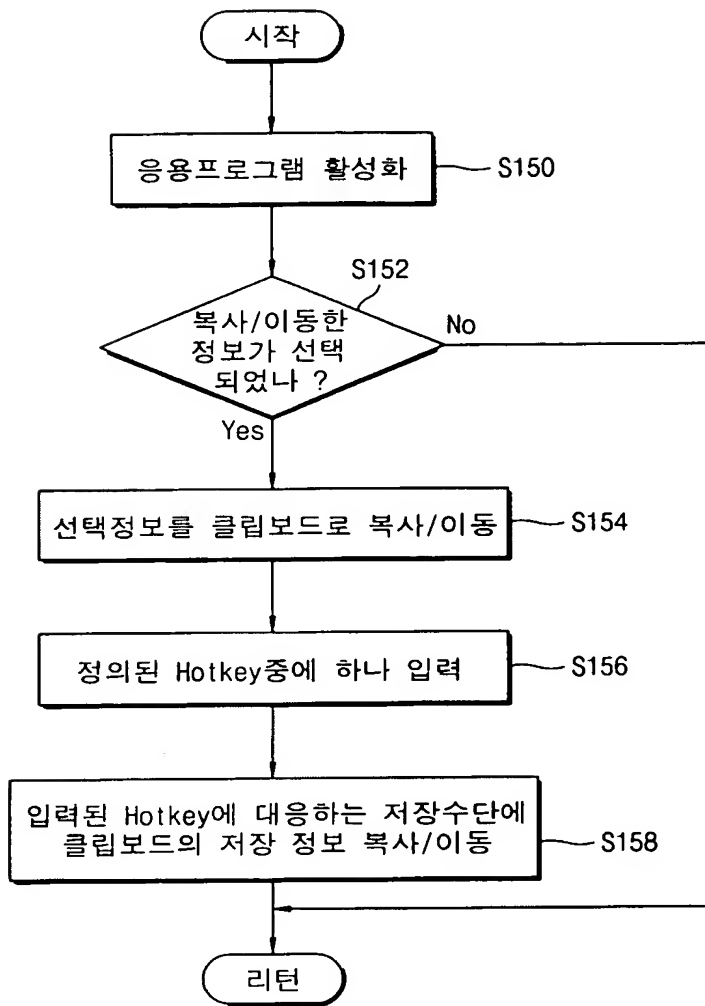 시작
응용프로그램 활성화
S150
S152
복사/이동한
정보가 선택
되었나 ?
No
Yes
선택정보를 클립보드로 복사/이동
S154
정의된 Hotkey중에 하나 입력
S156
입력된 Hotkey에 대응하는 저장수단에
클립보드의 저장 정보 복사/이동
S158
리턴